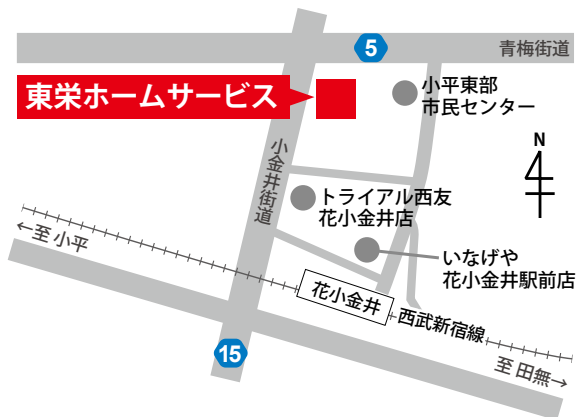 5
青梅街道
東栄ホームサービス
小平東部
市民センター
N
小金井街道
トライアル西友
花小金井店
←至 小平
いなげや
花小金井駅前店
花小金井
西武新宿線
15
至 田無→